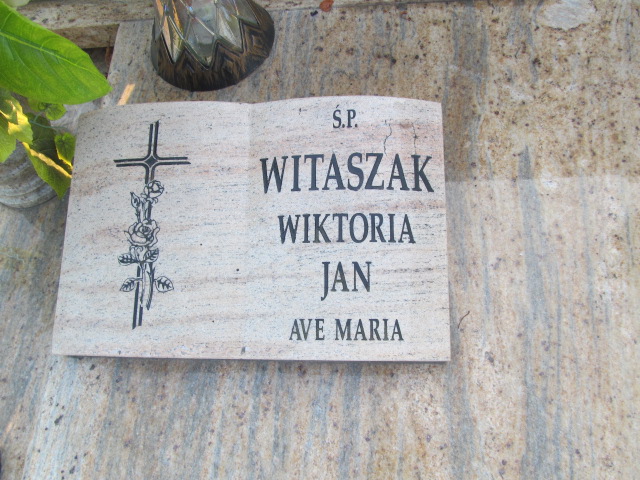 Ś.P.
WITASZAK
WIKTORIA
JAN
AVE MARIA